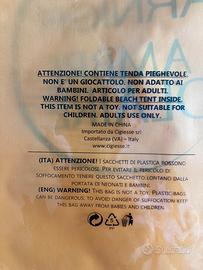 ATTENZIONE! CONTIENE TENDA PIEGHEVOLE
NON E' UN GIOCATTOLO. NON ADATTO AI
BAMBINI. ARTICOLO PER ADULTI.
WARNING! FOLDABLE BEACH TENT INSIDE.
THIS ITEM IS NOT A TOY. NOT SUITABLE FOR
CHILDREN. ADULTS USE ONLY.
MADE IN CHINA
Importato da Cigiesse srl
Castellanza (VA) - Italy
www.cigiesse.it
(ITA) ATTENZIONE! I SACCHETTI DI PLASTICA POSSONO
ESSERE PERICOLOSI. PER EVITARE IL PERICOLO DI
SOFFOCAMENTO TENERE QUESTO SACCHETTO LONTANO DALLA
PORTATA DI NEONATI E BAMBINI.
(ENG) WARNING! THIS BAG IS NOT A TOY. PLASTIC BAGS
CAN BE DANGEROUS. TO AVOID DANGER OF SUFFOCATION KEEP
THIS BAG AWAY FROM BABIES AND CHILDREN.